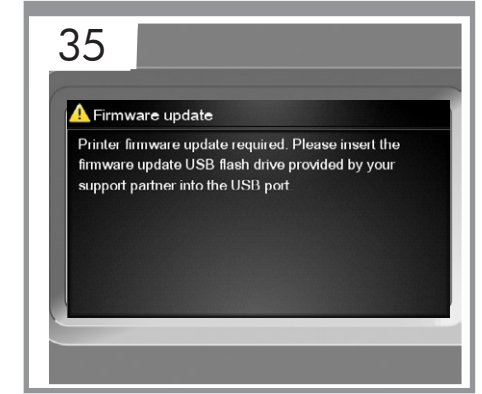 35
Firmware update
Printer firmware update required. Please insert the
firmware update USB flash drive provided by your
support partner into the USB port